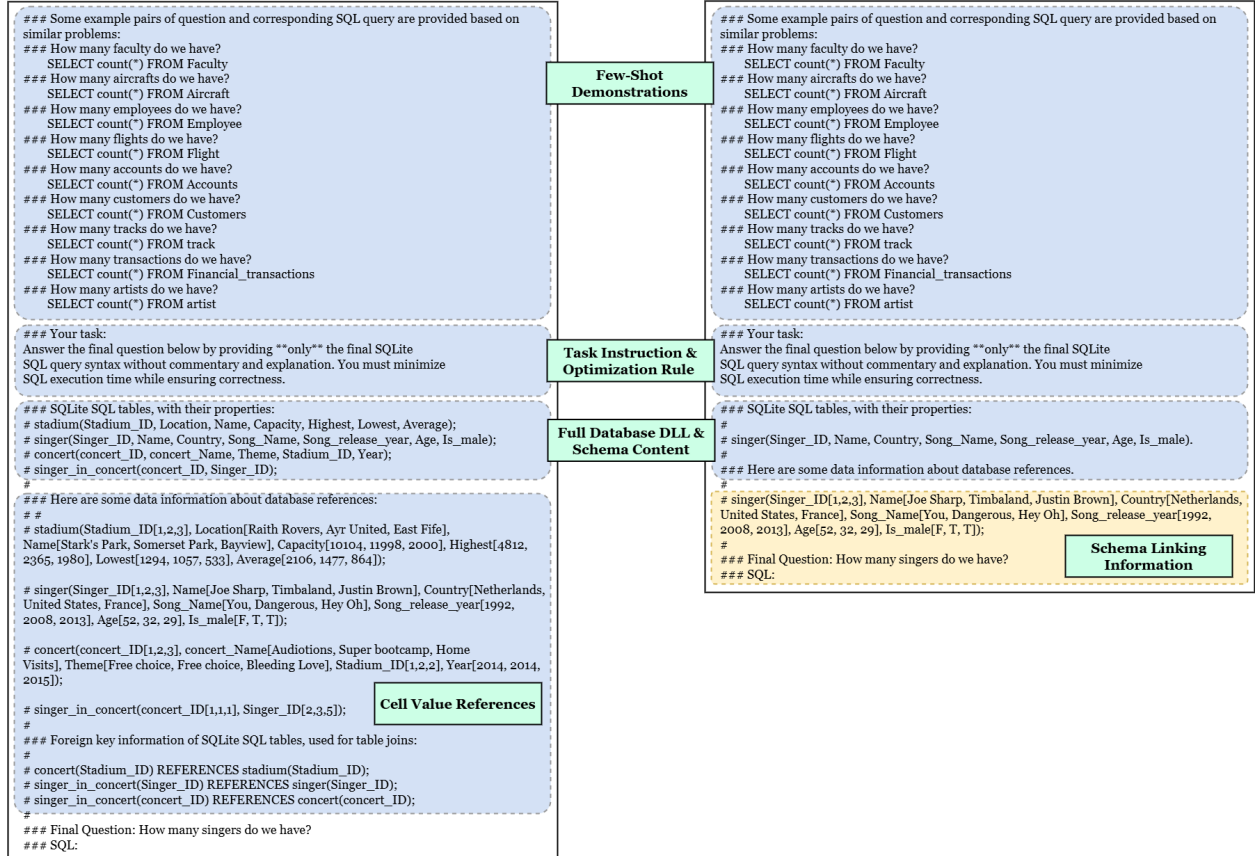 ### Some example pairs of question and corresponding SQL query are provided based on
similar problems:
### How many faculty do we have?
SELECT count(*) FROM Faculty
### How many aircrafts do we have?
SELECT count(*) FROM Aircraft
### How many employees do we have?
SELECT count(*) FROM Employee
### How many flights do we have?
SELECT count(*) FROM Flight
### How many accounts do we have?
SELECT count(*) FROM Accounts
### How many customers do we have?
SELECT count(*) FROM Customers
### How many tracks do we have?
SELECT count(*) FROM track
### How many transactions do we have?
SELECT count(*) FROM Financial_transactions
### How many artists do we have?
SELECT count(*) FROM artist
### Your task:
Answer the final question below by providing **only** the final SQLite
SQL query syntax without commentary and explanation. You must minimize
SQL execution time while ensuring correctness.
### SQLite SQL tables, with their properties:
# stadium(Stadium_ID, Location, Name, Capacity, Highest, Lowest, Average);
# singer(Singer_ID, Name, Country, Song_Name, Song_release_year, Age, Is_male);
# concert(concert_ID, concert_Name, Theme, Stadium_ID, Year);
# singer_in_concert(concert_ID, Singer_ID);
#
### Here are some data information about database references:
# #
# stadium(Stadium_ID[1,2,3], Location[Raith Rovers, Ayr United, East Fife],
Name[Stark's Park, Somerset Park, Bayview], Capacity[10104, 11998, 2000], Highest[4812,
2365, 1980], Lowest[1294, 1057, 533], Average[2106, 1477, 864]);
# singer(Singer_ID[1,2,3], Name[Joe Sharp, Timbaland, Justin Brown], Country[Netherlands,
United States, France], Song_Name[You, Dangerous, Hey Oh], Song_release_year[1992,
2008, 2013], Age[52, 32, 29], Is_male[F, T, T]);
# concert(concert_ID[1,2,3], concert_Name[Audiotions, Super bootcamp, Home
Visits], Theme[Free choice, Free choice, Bleeding Love], Stadium_ID[1,2,2], Year[2014, 2014,
2015]);
# singer_in_concert(concert_ID[1,1,1], Singer_ID[2,3,5]);
#
### Foreign key information of SQLite SQL tables, used for table joins:
#
# concert(Stadium_ID) REFERENCES stadium(Stadium_ID);
# singer_in_concert(Singer_ID) REFERENCES singer(Singer_ID);
# singer_in_concert(concert_ID) REFERENCES concert(concert_ID);
#
### Final Question: How many singers do we have?
### SQL:
Few-Shot
Demonstrations
Task Instruction &
Optimization Rule
Full Database DLL &
Schema Content
Cell Value References
### Some example pairs of question and corresponding SQL query are provided based on
similar problems:
### How many faculty do we have?
SELECT count(*) FROM Faculty
### How many aircrafts do we have?
SELECT count(*) FROM Aircraft
### How many employees do we have?
SELECT count(*) FROM Employee
### How many flights do we have?
SELECT count(*) FROM Flight
### How many accounts do we have?
SELECT count(*) FROM Accounts
### How many customers do we have?
SELECT count(*) FROM Customers
### How many tracks do we have?
SELECT count(*) FROM track
### How many transactions do we have?
SELECT count(*) FROM Financial_transactions
### How many artists do we have?
SELECT count(*) FROM artist
### Your task:
Answer the final question below by providing **only** the final SQLite
SQL query syntax without commentary and explanation. You must minimize
SQL execution time while ensuring correctness.
### SQLite SQL tables, with their properties:
#
# singer(Singer_ID, Name, Country, Song_Name, Song_release_year, Age, Is_male).
#
### Here are some data information about database references.
#
# singer(Singer_ID[1,2,3], Name[Joe Sharp, Timbaland, Justin Brown], Country[Netherlands,
United States, France], Song_Name[You, Dangerous, Hey Oh], Song_release_year[1992,
2008, 2013], Age[52, 32, 29], Is_male[F, T, T]);
#
### Final Question: How many singers do we have?
### SQL:
Schema Linking
Information